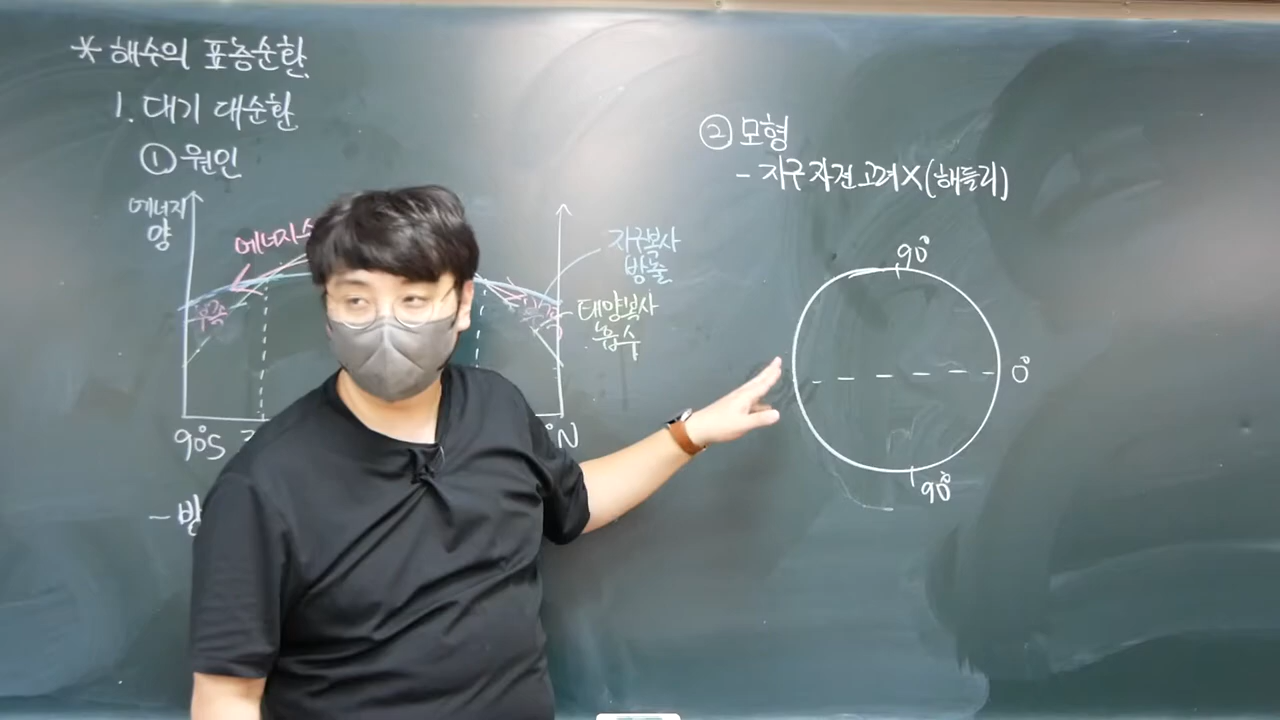 * 해수의 표층순환
1. 대기 대순환
① 원인
에너지
양
에너지
부족
지구복사
방출
태양복사
흡수
90°S
N
-
② 모형
- 지구 자전 고려 X (해들리)
90°
0°
90°